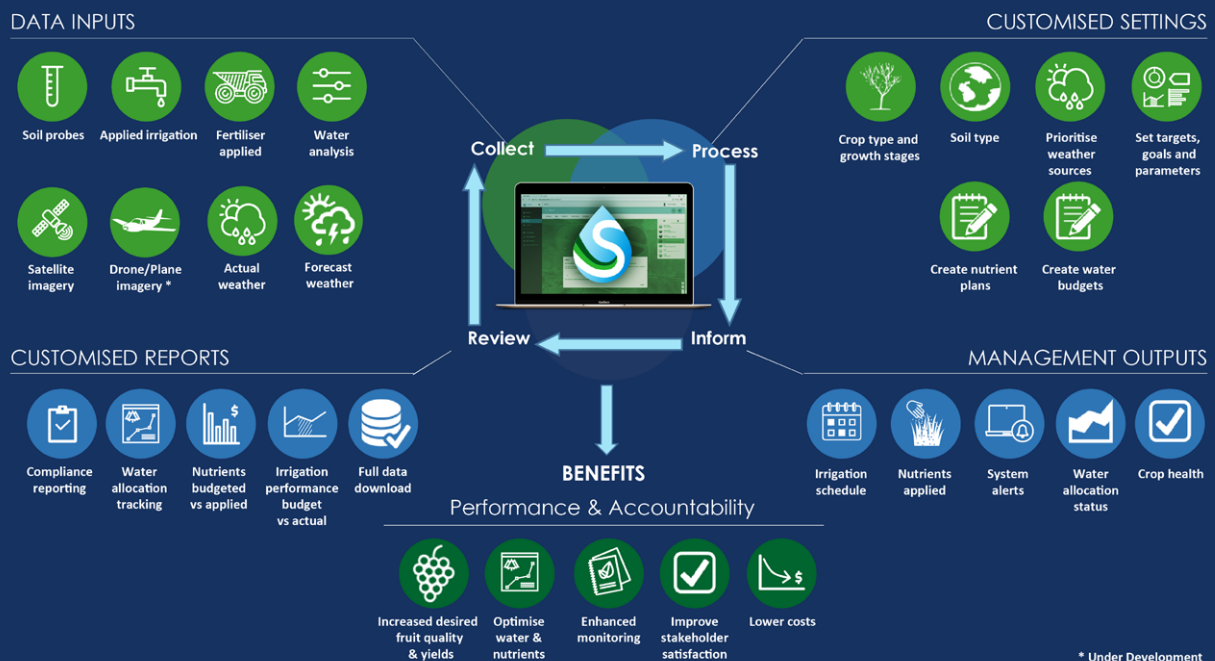 DATA INPUTS
Soil probes
Applied irrigation
Fertiliser
applied
Water
analysis
Satellite
imagery
Drone/Plane
imagery *
Actual
weather
Forecast
weather
CUSTOMISED SETTINGS
Crop type and
growth stages
Soil type
Prioritise
weather
sources
Set targets,
goals and
parameters
Create nutrient
plans
Create water
budgets
Collect
Process
Review
Inform
CUSTOMISED REPORTS
Compliance
reporting
Water
allocation
tracking
Nutrients
budgeted
vs applied
Irrigation
performance
budget
vs actual
Full data
download
MANAGEMENT OUTPUTS
Irrigation
schedule
Nutrients
applied
System
alerts
Water
allocation
status
Crop health
BENEFITS
Performance & Accountability
Increased desired
fruit quality
& yields
Optimise
water &
nutrients
Enhanced
monitoring
Improve
stakeholder
satisfaction
Lower costs
* Under Development